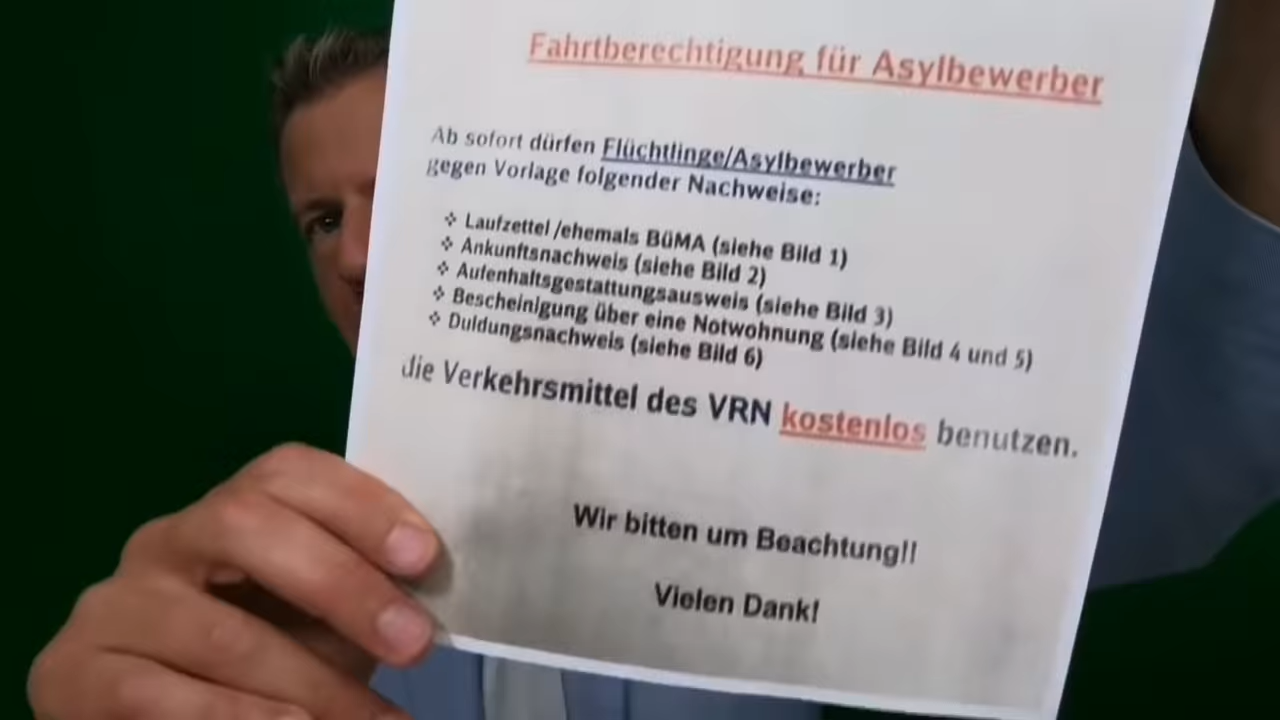 Fahrtberechtigung für Asylbewerber
Ab sofort dürfen Flüchtlinge/Asylbewerber
gegen Vorlage folgender Nachweise:
❖ Laufzettel /ehemals BüMA (siehe Bild 1)
❖ Ankunftsnachweis (siehe Bild 2)
❖ Aufenhaltsgestattungsausweis (siehe Bild 3)
❖ Bescheinigung über eine Notwohnung (siehe Bild 4 und 5)
❖ Duldungsnachweis (siehe Bild 6)
die Verkehrsmittel des VRN kostenlos benutzen.
Wir bitten um Beachtung!!
Vielen Dank!